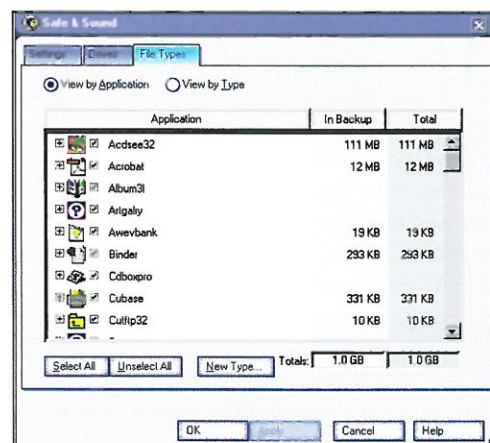 Safe & Sound
Settings Drives File Types
View by Application View by Type
Application In Backup Total
Acdsee32 111 MB 111 MB
Acrobat 12 MB 12 MB
Album3l
Artgalry
Awevbank 19 KB 19 KB
Binder 293 KB 293 KB
Cdboxpro
Cubase 331 KB 331 KB
Cutftp32 10 KB 10 KB
Select All Unselect All New Type... Totals: 1.0 GB 1.0 GB
OK Apply Cancel Help